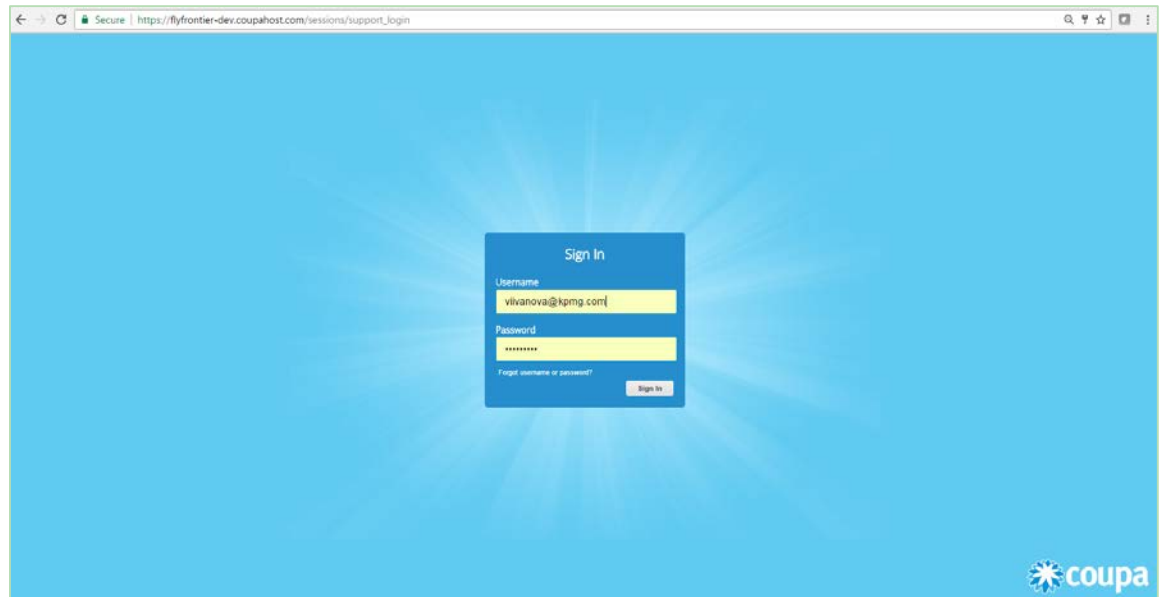 Secure | https://flyfrontier-dev.coupahost.com/sessions/support_login
Sign In
Username
viivanova@kpmg.com
Password
•••••••••
Forgot username or password?
Sign In
coupa